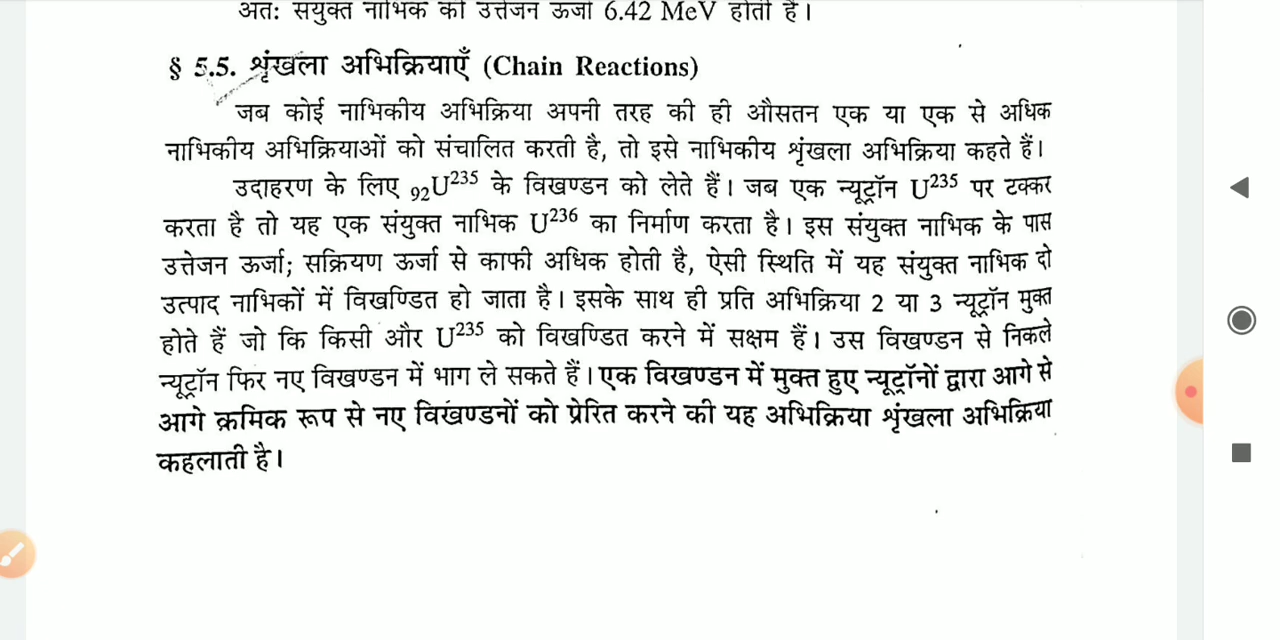 अतः संयुक्त नाभिक की उत्तेजन ऊर्जा 6.42 MeV होती है।
§ 5.5. शृंखला अभिक्रियाएँ (Chain Reactions)
जब कोई नाभिकीय अभिक्रिया अपनी तरह की ही औसतन एक या एक से अधिक
नाभिकीय अभिक्रियाओं को संचालित करती है, तो इसे नाभिकीय शृंखला अभिक्रिया कहते हैं।
उदाहरण के लिए ₉₂U²³⁵ के विखण्डन को लेते हैं। जब एक न्यूट्रॉन U²³⁵ पर टक्कर
करता है तो यह एक संयुक्त नाभिक U²³⁶ का निर्माण करता है। इस संयुक्त नाभिक के पास
उत्तेजन ऊर्जा; सक्रियण ऊर्जा से काफी अधिक होती है, ऐसी स्थिति में यह संयुक्त नाभिक दो
उत्पाद नाभिकों में विखण्डित हो जाता है। इसके साथ ही प्रति अभिक्रिया 2 या 3 न्यूट्रॉन मुक्त
होते हैं जो कि किसी और U²³⁵ को विखण्डित करने में सक्षम हैं। उस विखण्डन से निकले
न्यूट्रॉन फिर नए विखण्डन में भाग ले सकते हैं। एक विखण्डन में मुक्त हुए न्यूट्रॉनों द्वारा आगे से
आगे क्रमिक रूप से नए विखण्डनों को प्रेरित करने की यह अभिक्रिया शृंखला अभिक्रिया
कहलाती है।